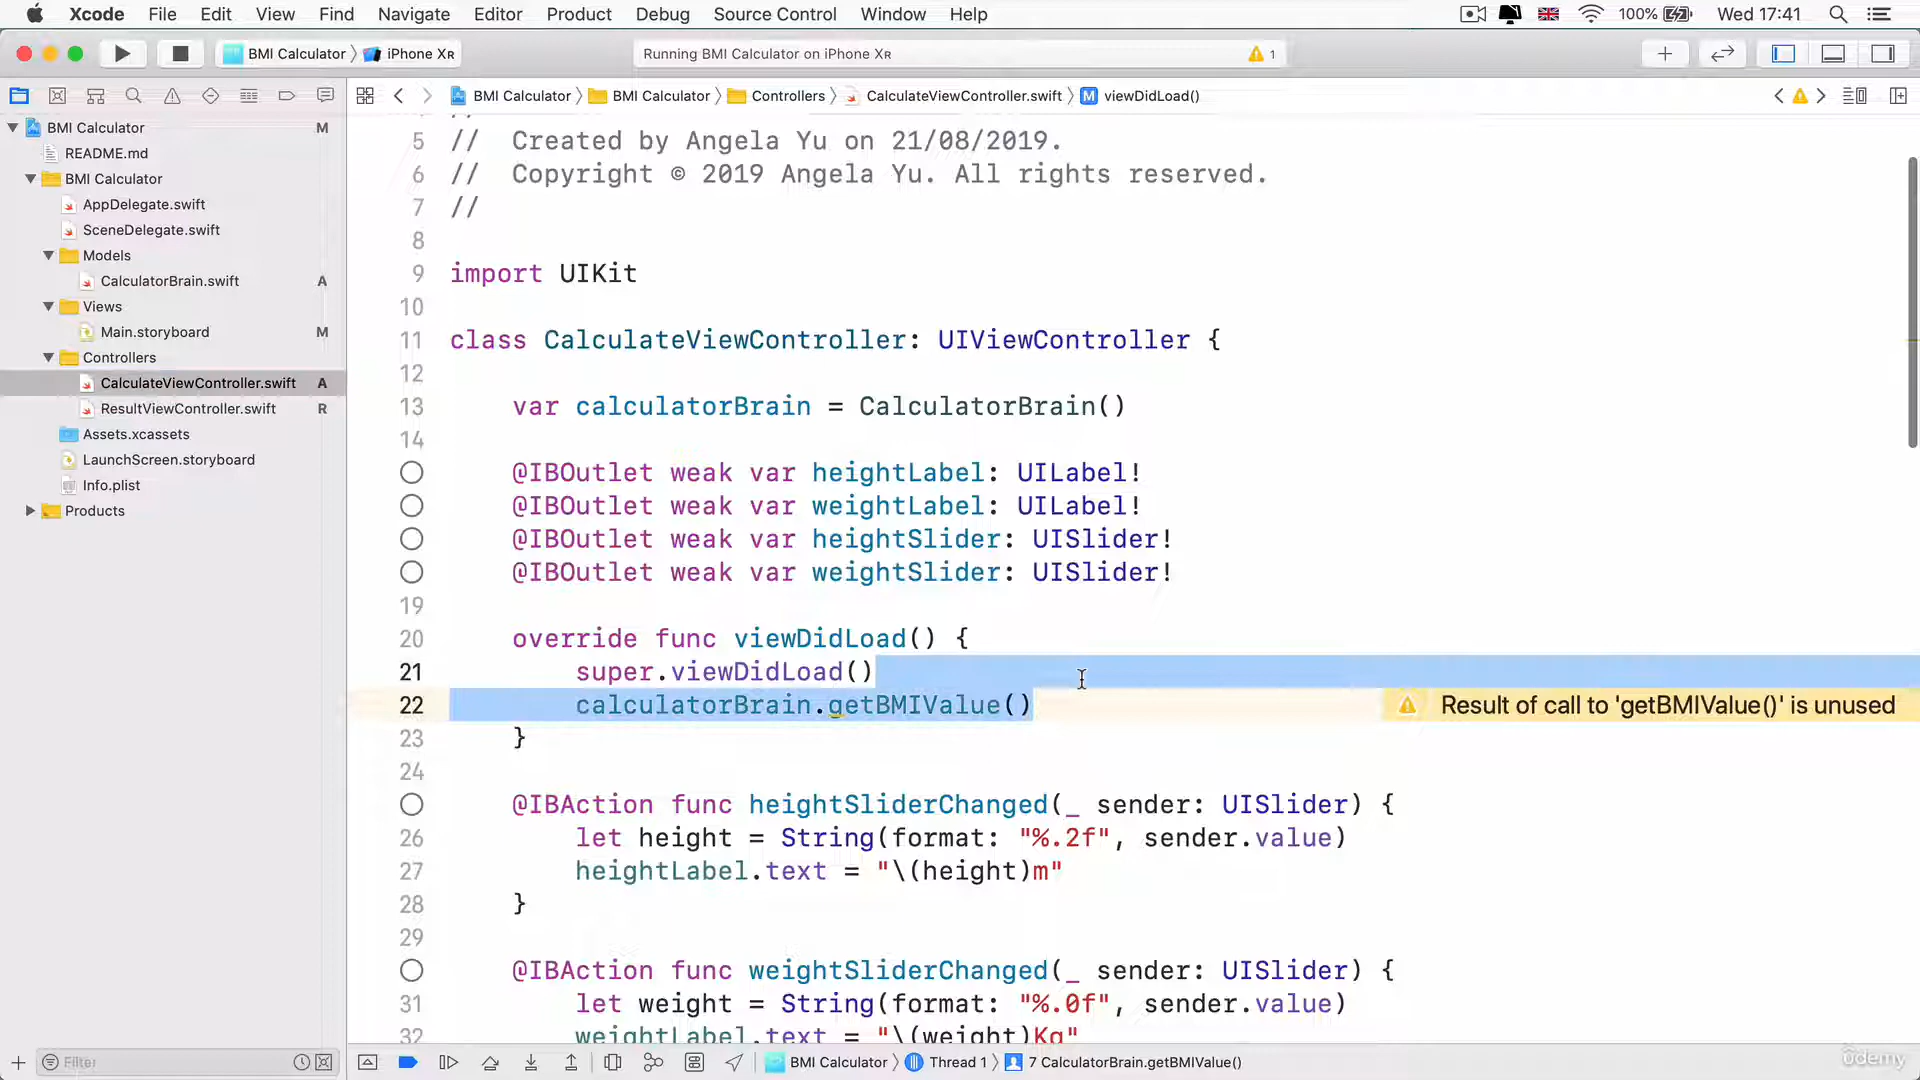 Xcode File Edit View Find Navigate Editor Product Debug Source Control Window Help 100% Wed 17:41
BMI Calculator iPhone Xʀ Running BMI Calculator on iPhone Xʀ 1
BMI Calculator BMI Calculator Controllers CalculateViewController.swift M viewDidLoad()
BMI Calculator M
README.md
BMI Calculator
AppDelegate.swift
SceneDelegate.swift
Models
CalculatorBrain.swift A
Views
Main.storyboard M
Controllers
CalculateViewController.swift A
ResultViewController.swift R
Assets.xcassets
LaunchScreen.storyboard
Info.plist
Products
Filter
5 // Created by Angela Yu on 21/08/2019.
6 // Copyright © 2019 Angela Yu. All rights reserved.
7 //
8
9 import UIKit
10
11 class CalculateViewController: UIViewController {
12
13 var calculatorBrain = CalculatorBrain()
14
@IBOutlet weak var heightLabel: UILabel!
@IBOutlet weak var weightLabel: UILabel!
@IBOutlet weak var heightSlider: UISlider!
@IBOutlet weak var weightSlider: UISlider!
19
20 override func viewDidLoad() {
21 super.viewDidLoad()
22 calculatorBrain.getBMIValue() Result of call to 'getBMIValue()' is unused
23 }
24
@IBAction func heightSliderChanged(_ sender: UISlider) {
26 let height = String(format: "%.2f", sender.value)
27 heightLabel.text = "\(height)m"
28 }
29
@IBAction func weightSliderChanged(_ sender: UISlider) {
31 let weight = String(format: "%.0f", sender.value)
32 weightLabel.text = "\(weight)Kg"
BMI Calculator Thread 1 7 CalculatorBrain.getBMIValue()
ûdemy